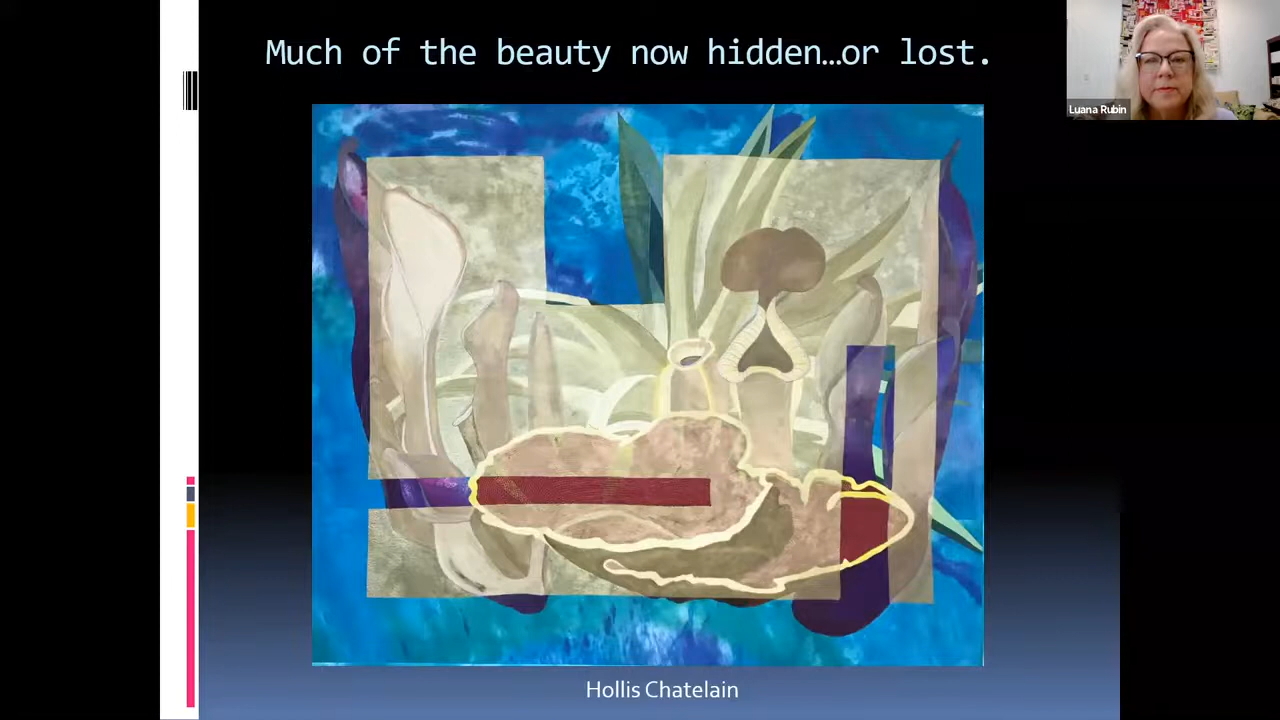 Much of the beauty now hidden…or lost.
Luana Rubin
Hollis Chatelain